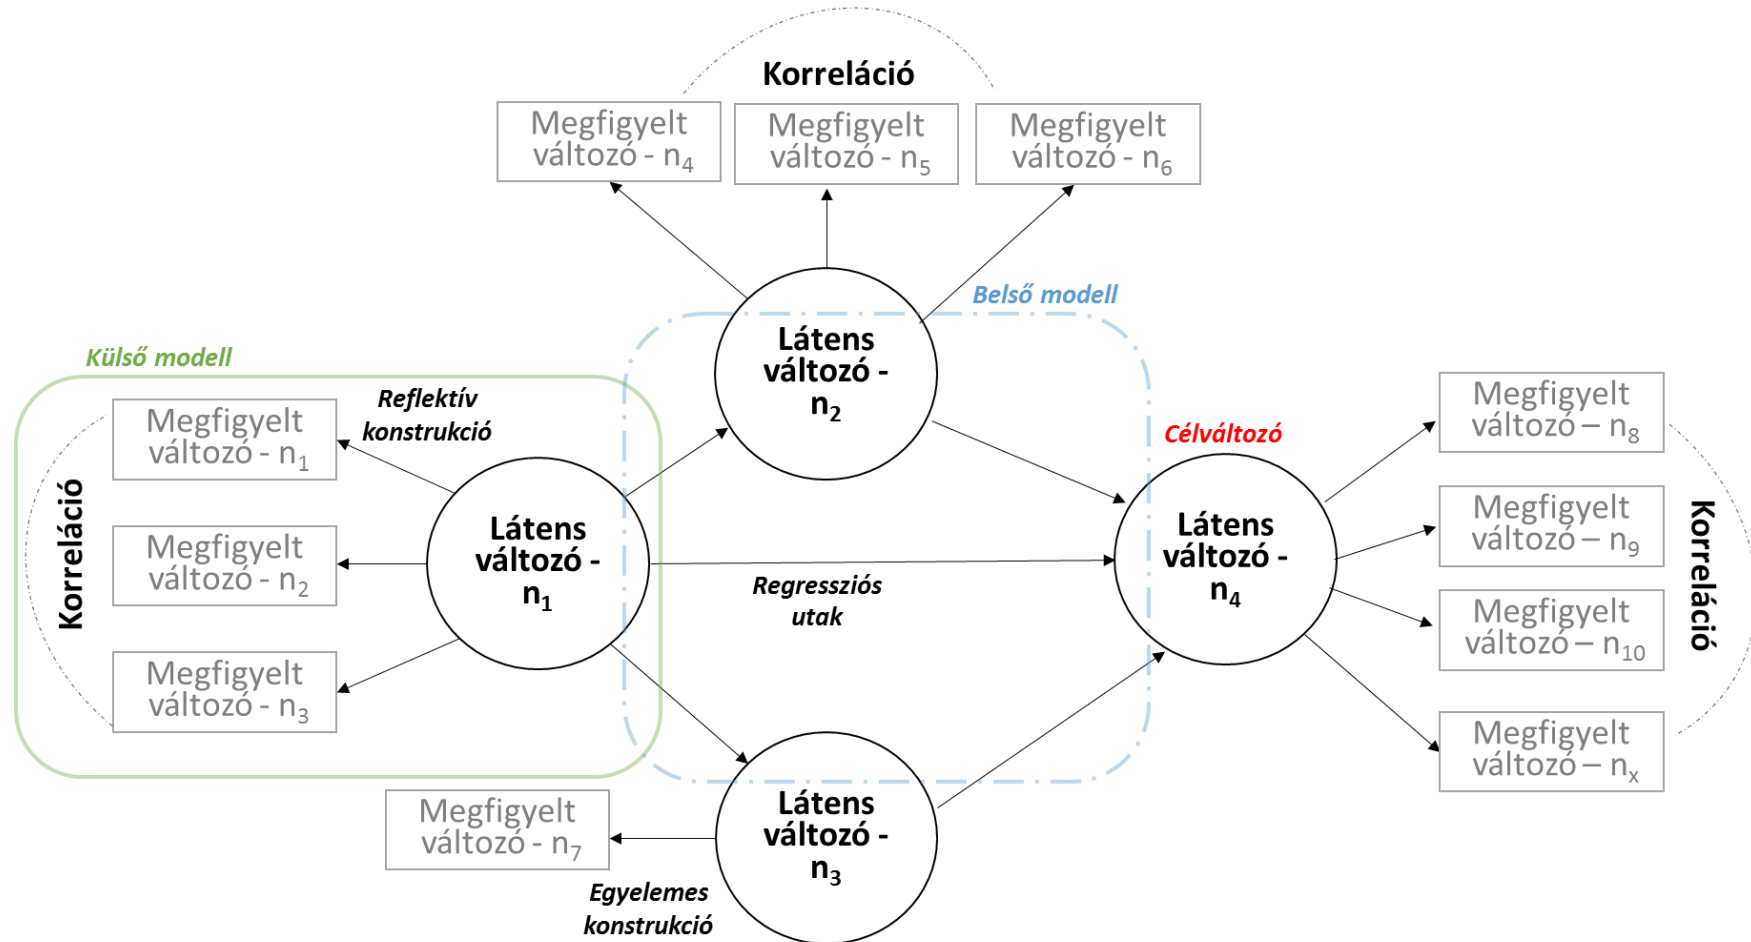 Korreláció
Megfigyelt
változó - n₄
Megfigyelt
változó - n₅
Megfigyelt
változó - n₆
Belső modell
Látens
változó -
n₂
Külső modell
Reflektív
konstrukció
Megfigyelt
változó - n₁
Korreláció
Megfigyelt
változó - n₂
Megfigyelt
változó - n₃
Látens
változó -
n₁
Regressziós
utak
Célváltozó
Látens
változó -
n₄
Megfigyelt
változó – n₈
Megfigyelt
változó – n₉
Megfigyelt
változó – n₁₀
Megfigyelt
változó – nₓ
Korreláció
Megfigyelt
változó - n₇
Látens
változó -
n₃
Egyelemes
konstrukció